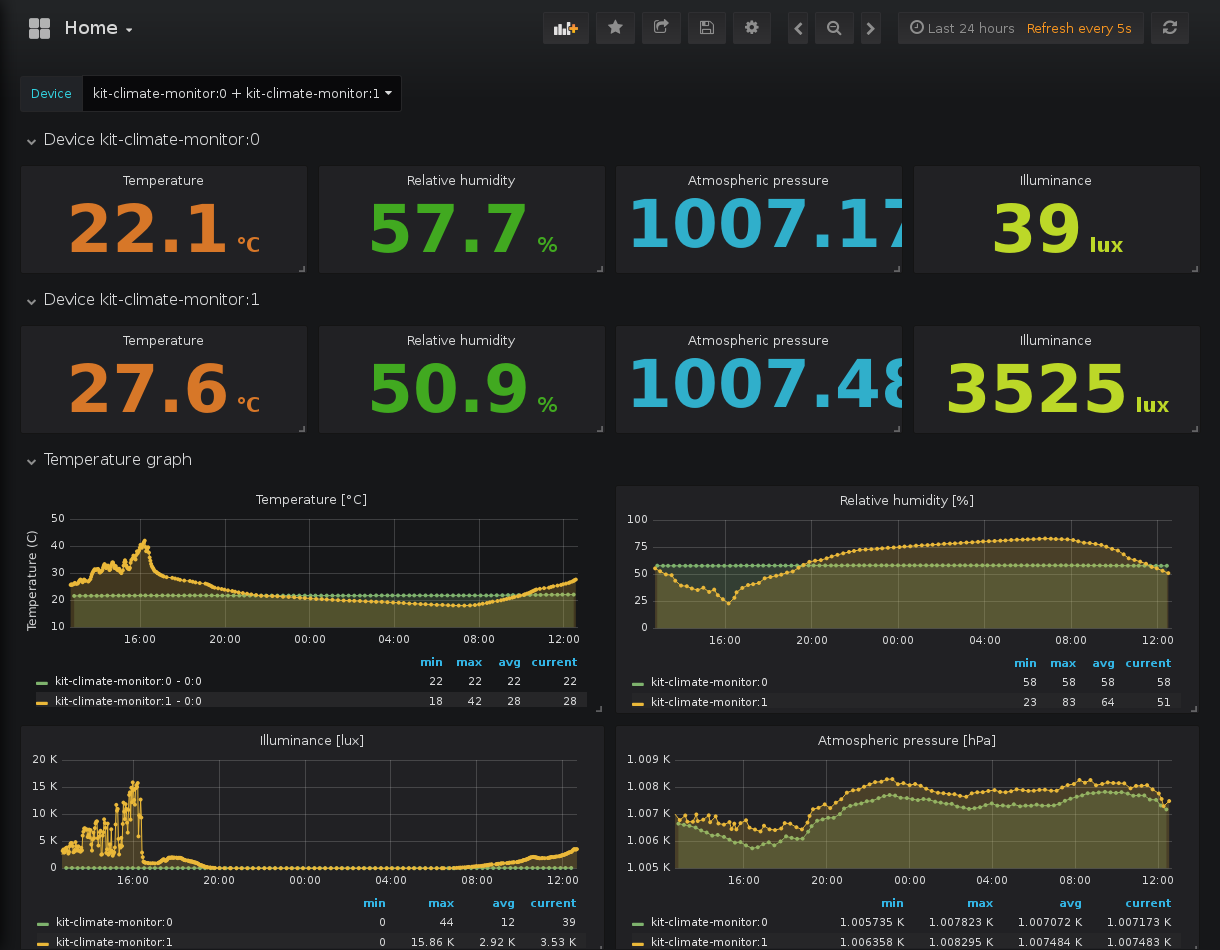 Home
Last 24 hours Refresh every 5s
Device kit-climate-monitor:0 + kit-climate-monitor:1
Device kit-climate-monitor:0
Temperature Relative humidity Atmospheric pressure Illuminance
22.1 °C 57.7 % 1007.17 39 lux
Device kit-climate-monitor:1
Temperature Relative humidity Atmospheric pressure Illuminance
27.6 °C 50.9 % 1007.48 3525 lux
Temperature graph
Temperature [°C]
Temperature (C)
50
40
30
20
10
16:00 20:00 00:00 04:00 08:00 12:00
min max avg current
kit-climate-monitor:0 - 0:0 22 22 22 22
kit-climate-monitor:1 - 0:0 18 42 28 28
Relative humidity [%]
100
75
50
25
0
16:00 20:00 00:00 04:00 08:00 12:00
min max avg current
kit-climate-monitor:0 58 58 58 58
kit-climate-monitor:1 23 83 64 51
Illuminance [lux]
20 K
15 K
10 K
5 K
0
16:00 20:00 00:00 04:00 08:00 12:00
min max avg current
kit-climate-monitor:0 0 44 12 39
kit-climate-monitor:1 0 15.86 K 2.92 K 3.53 K
Atmospheric pressure [hPa]
1.009 K
1.008 K
1.007 K
1.006 K
1.005 K
16:00 20:00 00:00 04:00 08:00 12:00
min max avg current
kit-climate-monitor:0 1.005735 K 1.007823 K 1.007072 K 1.007173 K
kit-climate-monitor:1 1.006358 K 1.008295 K 1.007484 K 1.007483 K